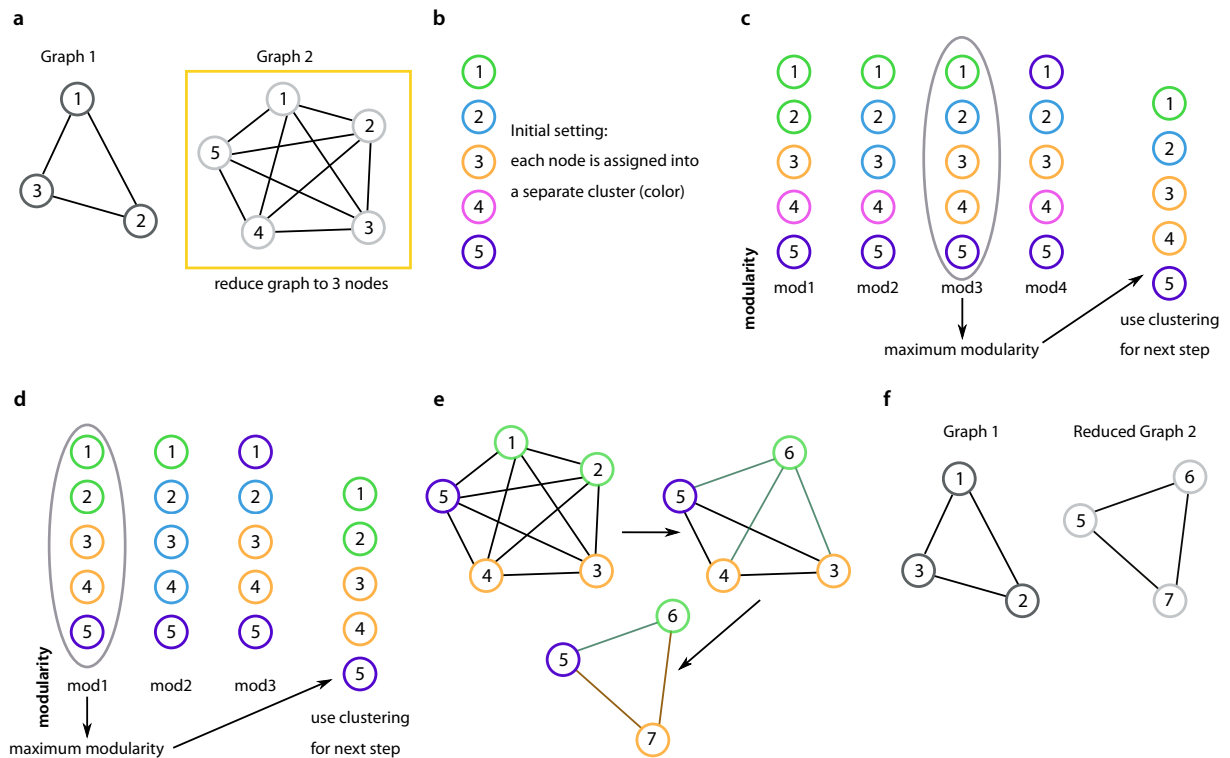 a
Graph 1
1
3
2
Graph 2
1
2
5
4
3
reduce graph to 3 nodes
b
1
2
3
4
5
Initial setting:
each node is assigned into
a separate cluster (color)
c
modularity
1 1 1 1
2 2 2 2
3 3 3 3
4 4 4 4
5 5 5 5
mod1 mod2 mod3 mod4
maximum modularity
1
2
3
4
5
use clustering
for next step
d
modularity
1 1 1
2 2 2
3 3 3
4 4 4
5 5 5
mod1 mod2 mod3
maximum modularity
1
2
3
4
5
use clustering
for next step
e
1
2
5
4
3
6
5
4
3
6
5
7
f
Graph 1
1
3
2
Reduced Graph 2
6
5
7